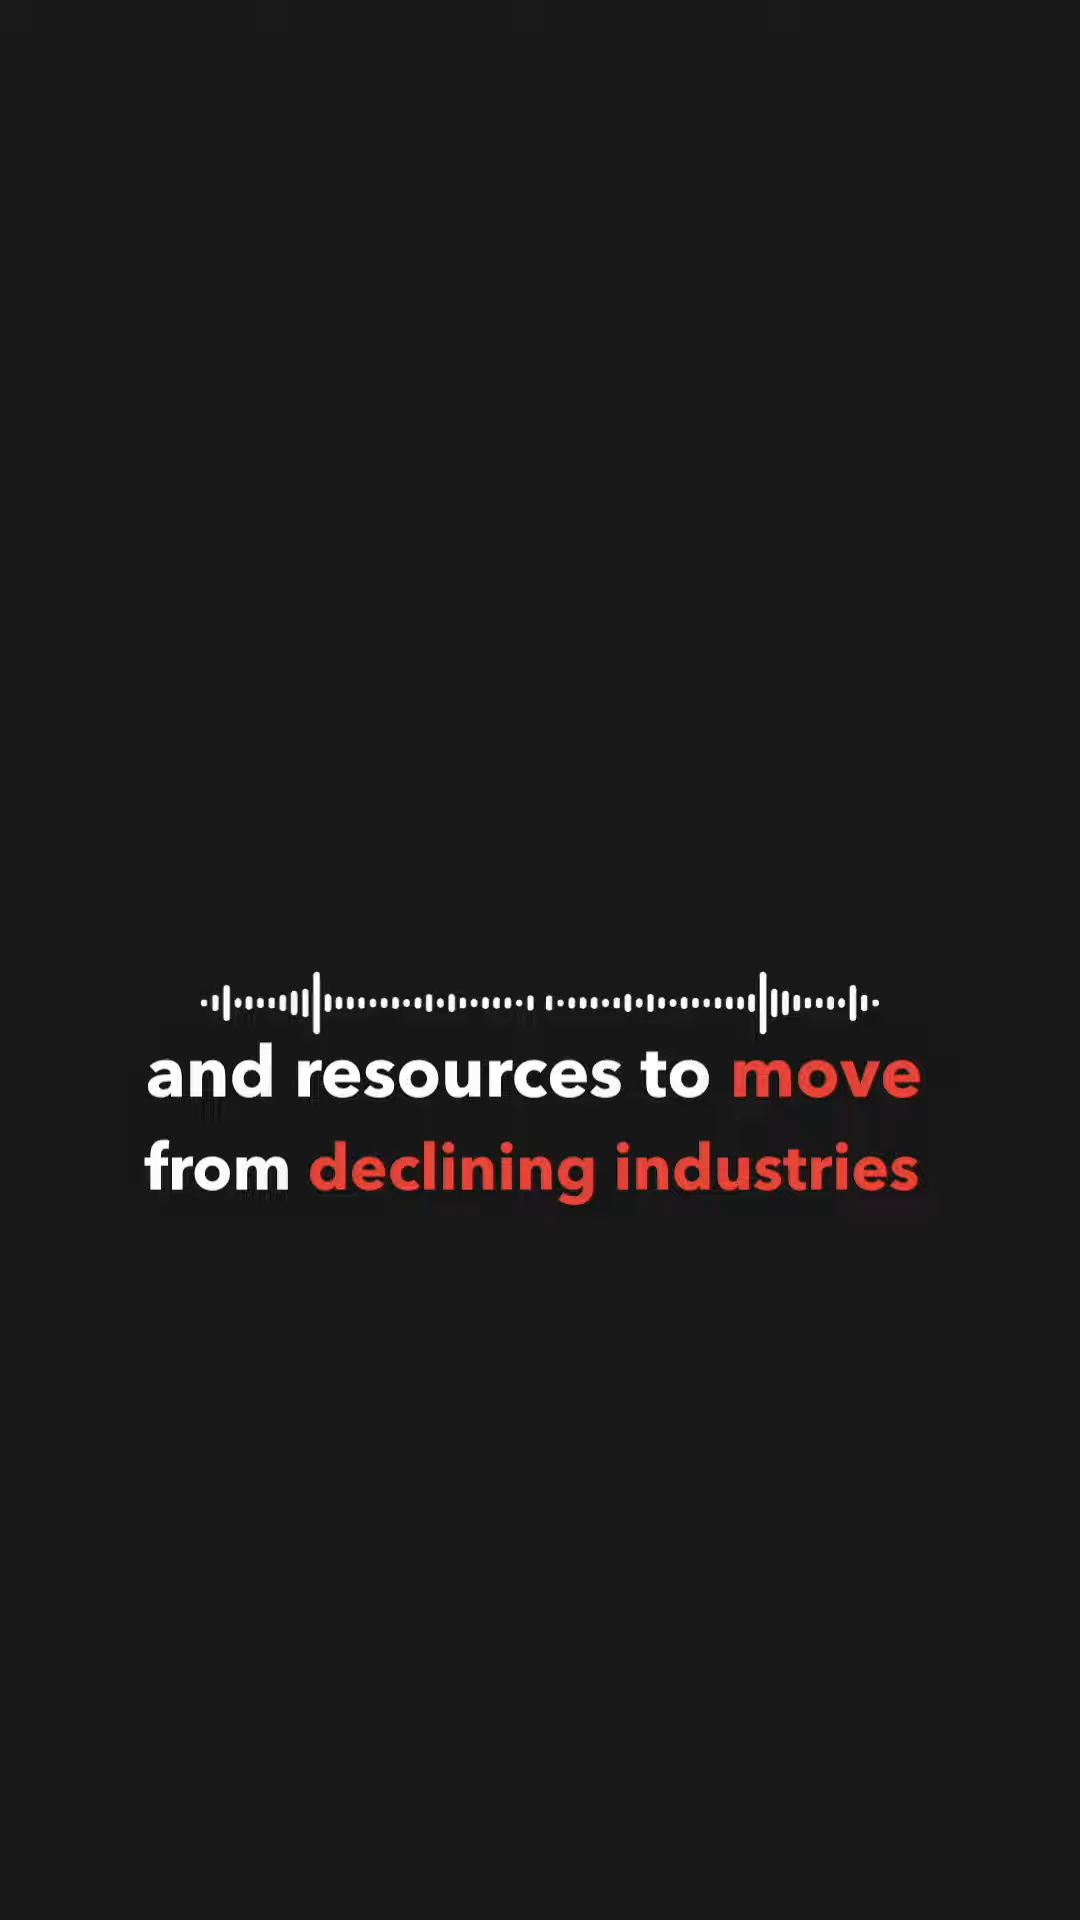 and resources to move
from declining industries